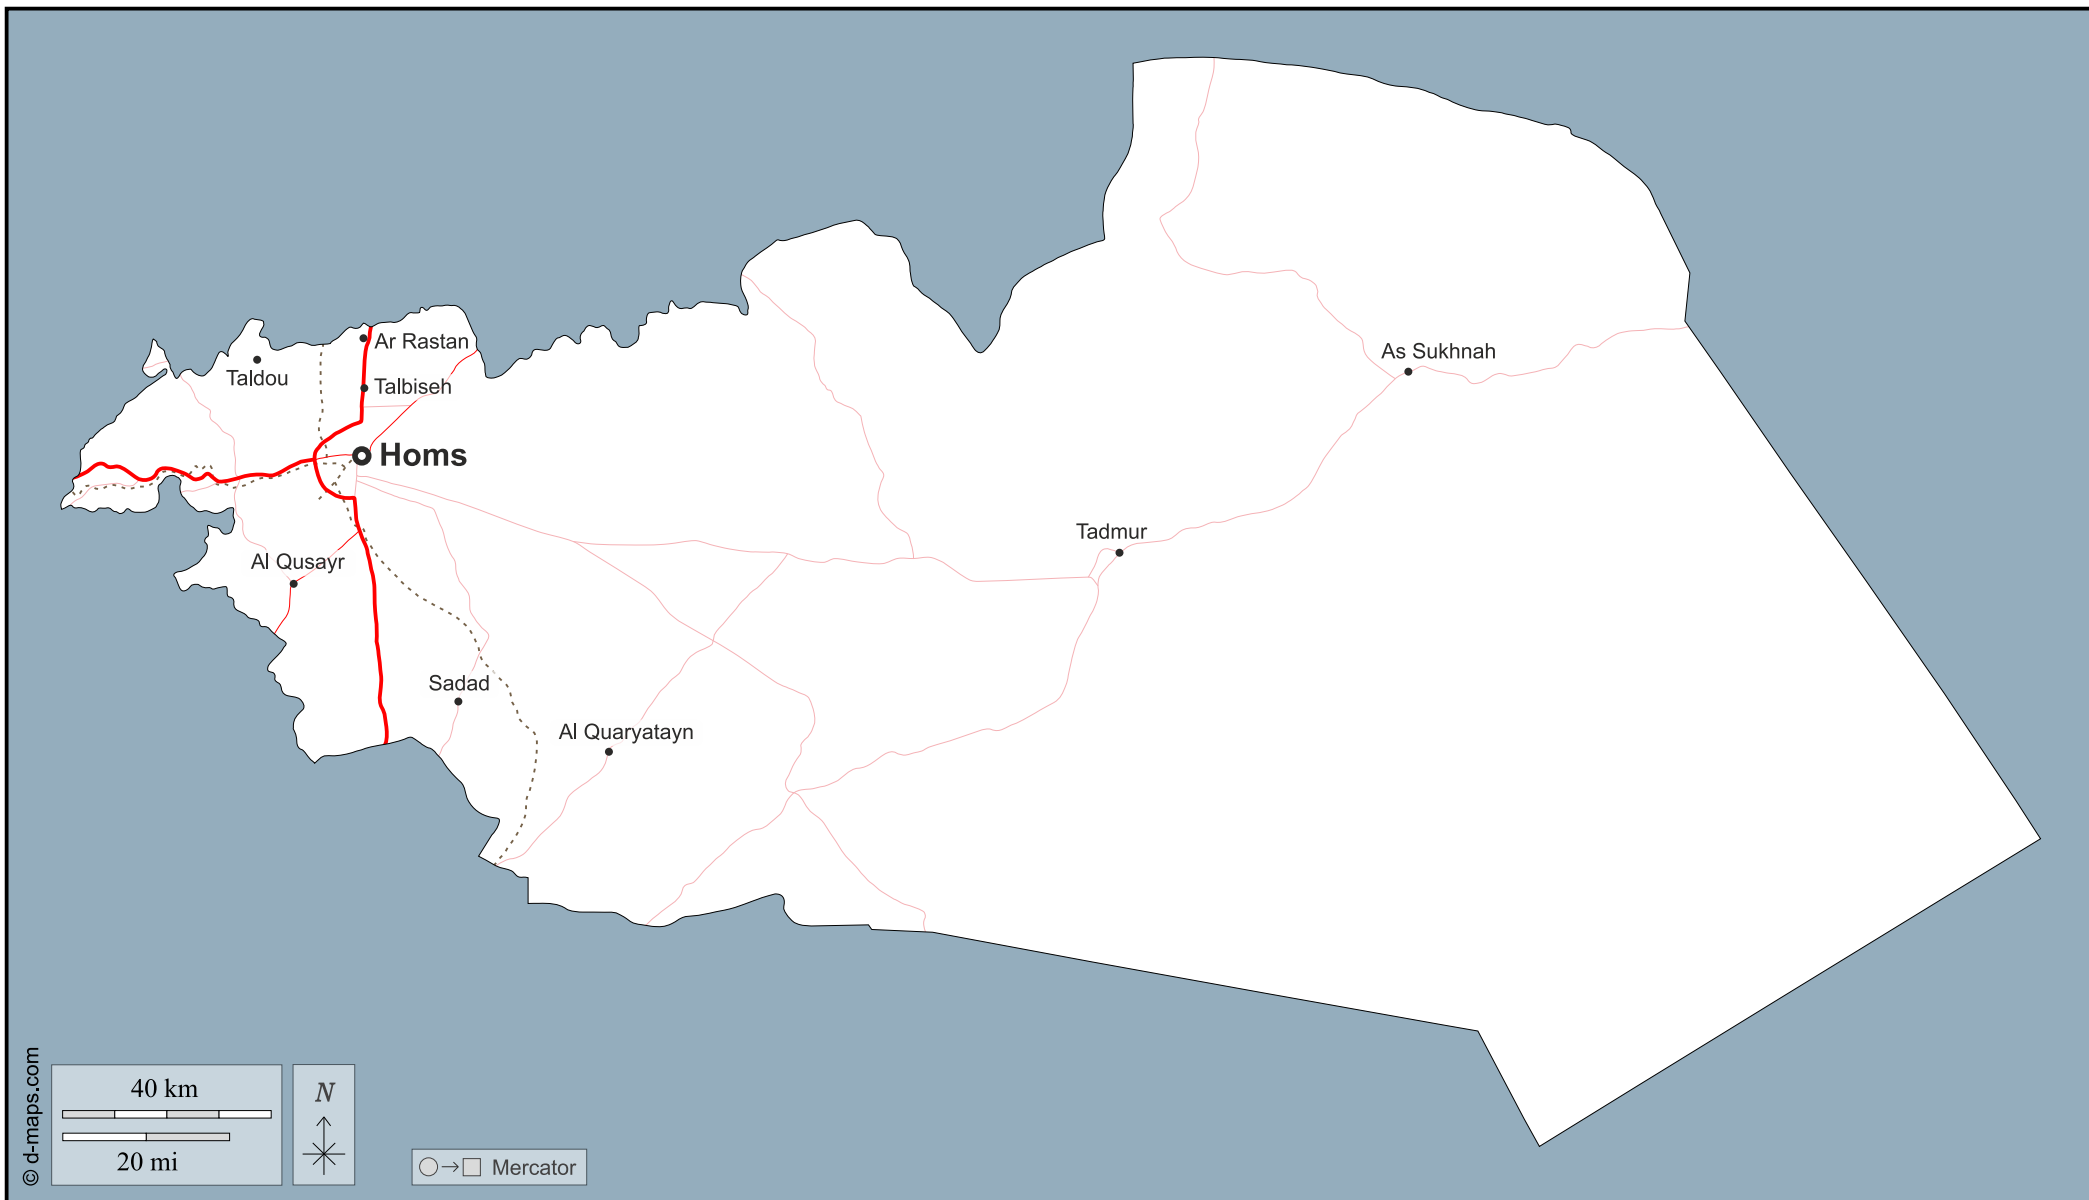 Ar Rastan
As Sukhnah
Taldou
Talbiseh
Homs
Tadmur
Al Qusayr
Sadad
Al Quaryatayn
© d-maps.com
40 km
20 mi
N
Mercator